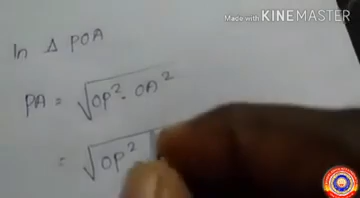 Made with KINEMASTER
In Δ POA
PA = √OP² - OA²
= √OP²